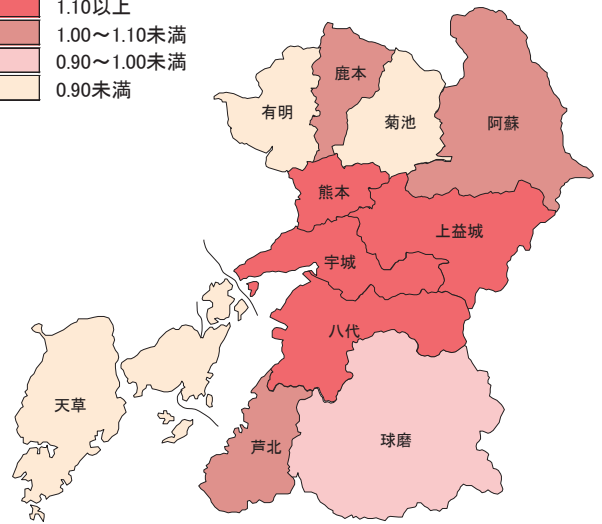 1.10以上
1.00～1.10未満
0.90～1.00未満
0.90未満
鹿本
有明
菊池
阿蘇
熊本
上益城
宇城
八代
天草
芦北
球磨